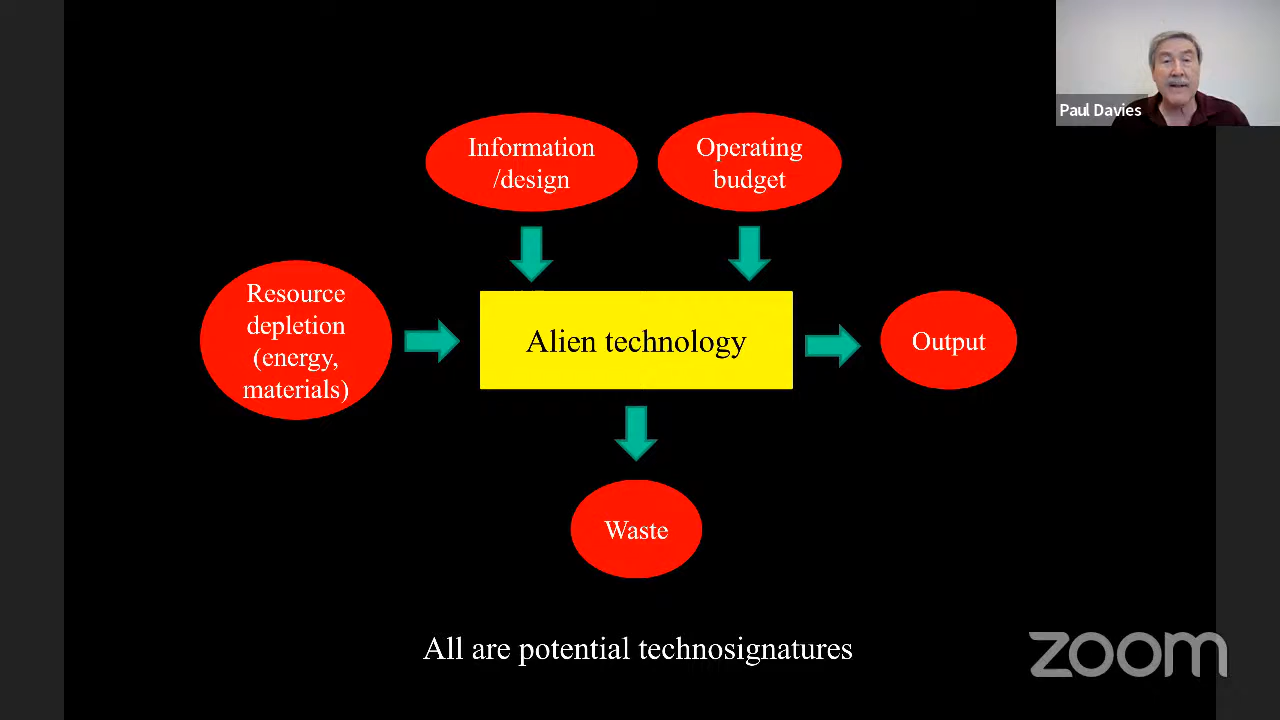 Paul Davies
Information
/design
Operating
budget
Resource
depletion
(energy,
materials)
Alien technology
Output
Waste
All are potential technosignatures
zoom